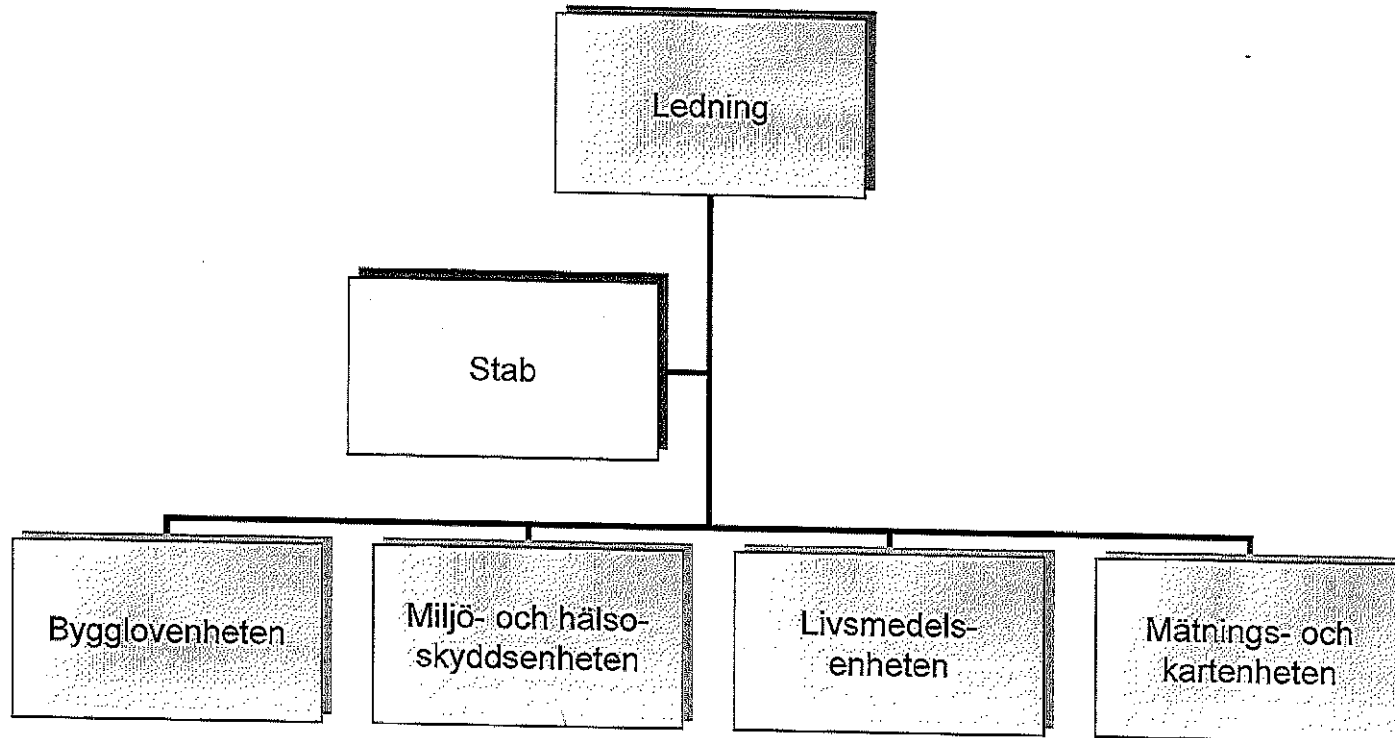 Ledning
Stab
Bygglovenheten
Miljö- och hälso-
skyddsenheten
Livsmedels-
enheten
Mätnings- och
kartenheten